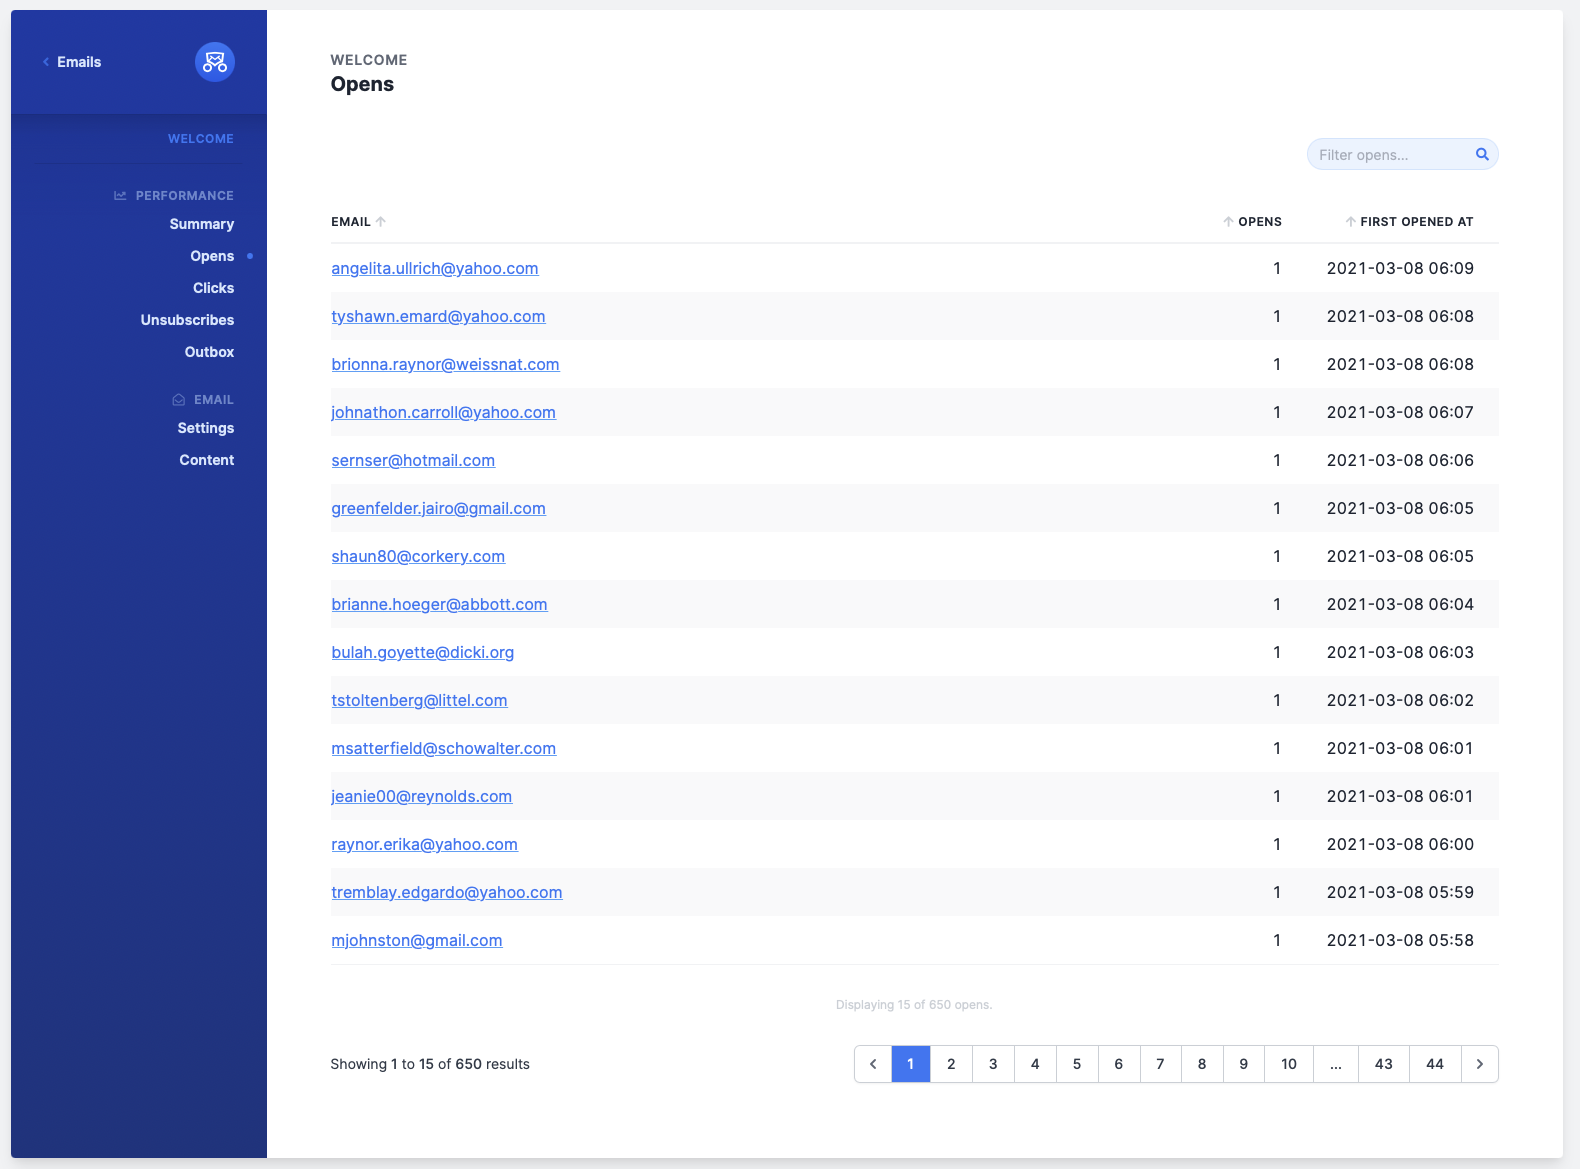 Emails
WELCOME
PERFORMANCE
Summary
Opens
Clicks
Unsubscribes
Outbox
EMAIL
Settings
Content
WELCOME
Opens
Filter opens...
EMAIL OPENS FIRST OPENED AT
angelita.ullrich@yahoo.com 1 2021-03-08 06:09
tyshawn.emard@yahoo.com 1 2021-03-08 06:08
brionna.raynor@weissnat.com 1 2021-03-08 06:08
johnathon.carroll@yahoo.com 1 2021-03-08 06:07
sernser@hotmail.com 1 2021-03-08 06:06
greenfelder.jairo@gmail.com 1 2021-03-08 06:05
shaun80@corkery.com 1 2021-03-08 06:05
brianne.hoeger@abbott.com 1 2021-03-08 06:04
bulah.goyette@dicki.org 1 2021-03-08 06:03
tstoltenberg@littel.com 1 2021-03-08 06:02
msatterfield@schowalter.com 1 2021-03-08 06:01
jeanie00@reynolds.com 1 2021-03-08 06:01
raynor.erika@yahoo.com 1 2021-03-08 06:00
tremblay.edgardo@yahoo.com 1 2021-03-08 05:59
mjohnston@gmail.com 1 2021-03-08 05:58
Displaying 15 of 650 opens.
Showing 1 to 15 of 650 results
1 2 3 4 5 6 7 8 9 10 ... 43 44